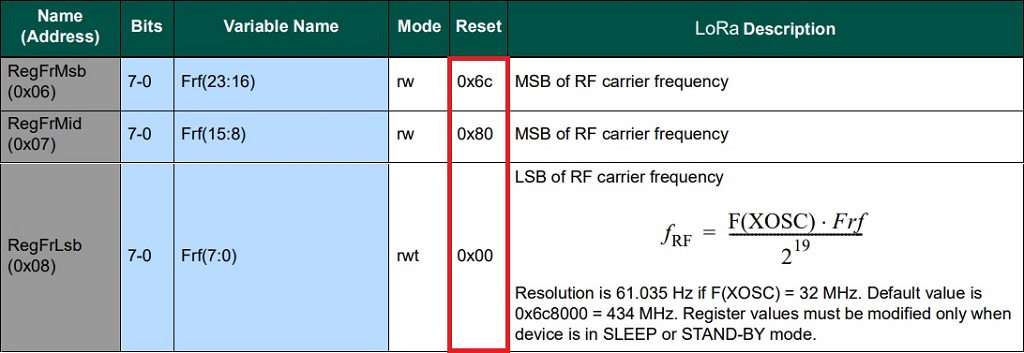 Name (Address) Bits Variable Name Mode Reset LoRa Description
RegFrMsb (0x06) 7-0 Frf(23:16) rw 0x6c MSB of RF carrier frequency
RegFrMid (0x07) 7-0 Frf(15:8) rw 0x80 MSB of RF carrier frequency
RegFrLsb (0x08) 7-0 Frf(7:0) rwt 0x00 LSB of RF carrier frequency
fRF = F(XOSC) · Frf / 2^19
Resolution is 61.035 Hz if F(XOSC) = 32 MHz. Default value is
0x6c8000 = 434 MHz. Register values must be modified only when
device is in SLEEP or STAND-BY mode.